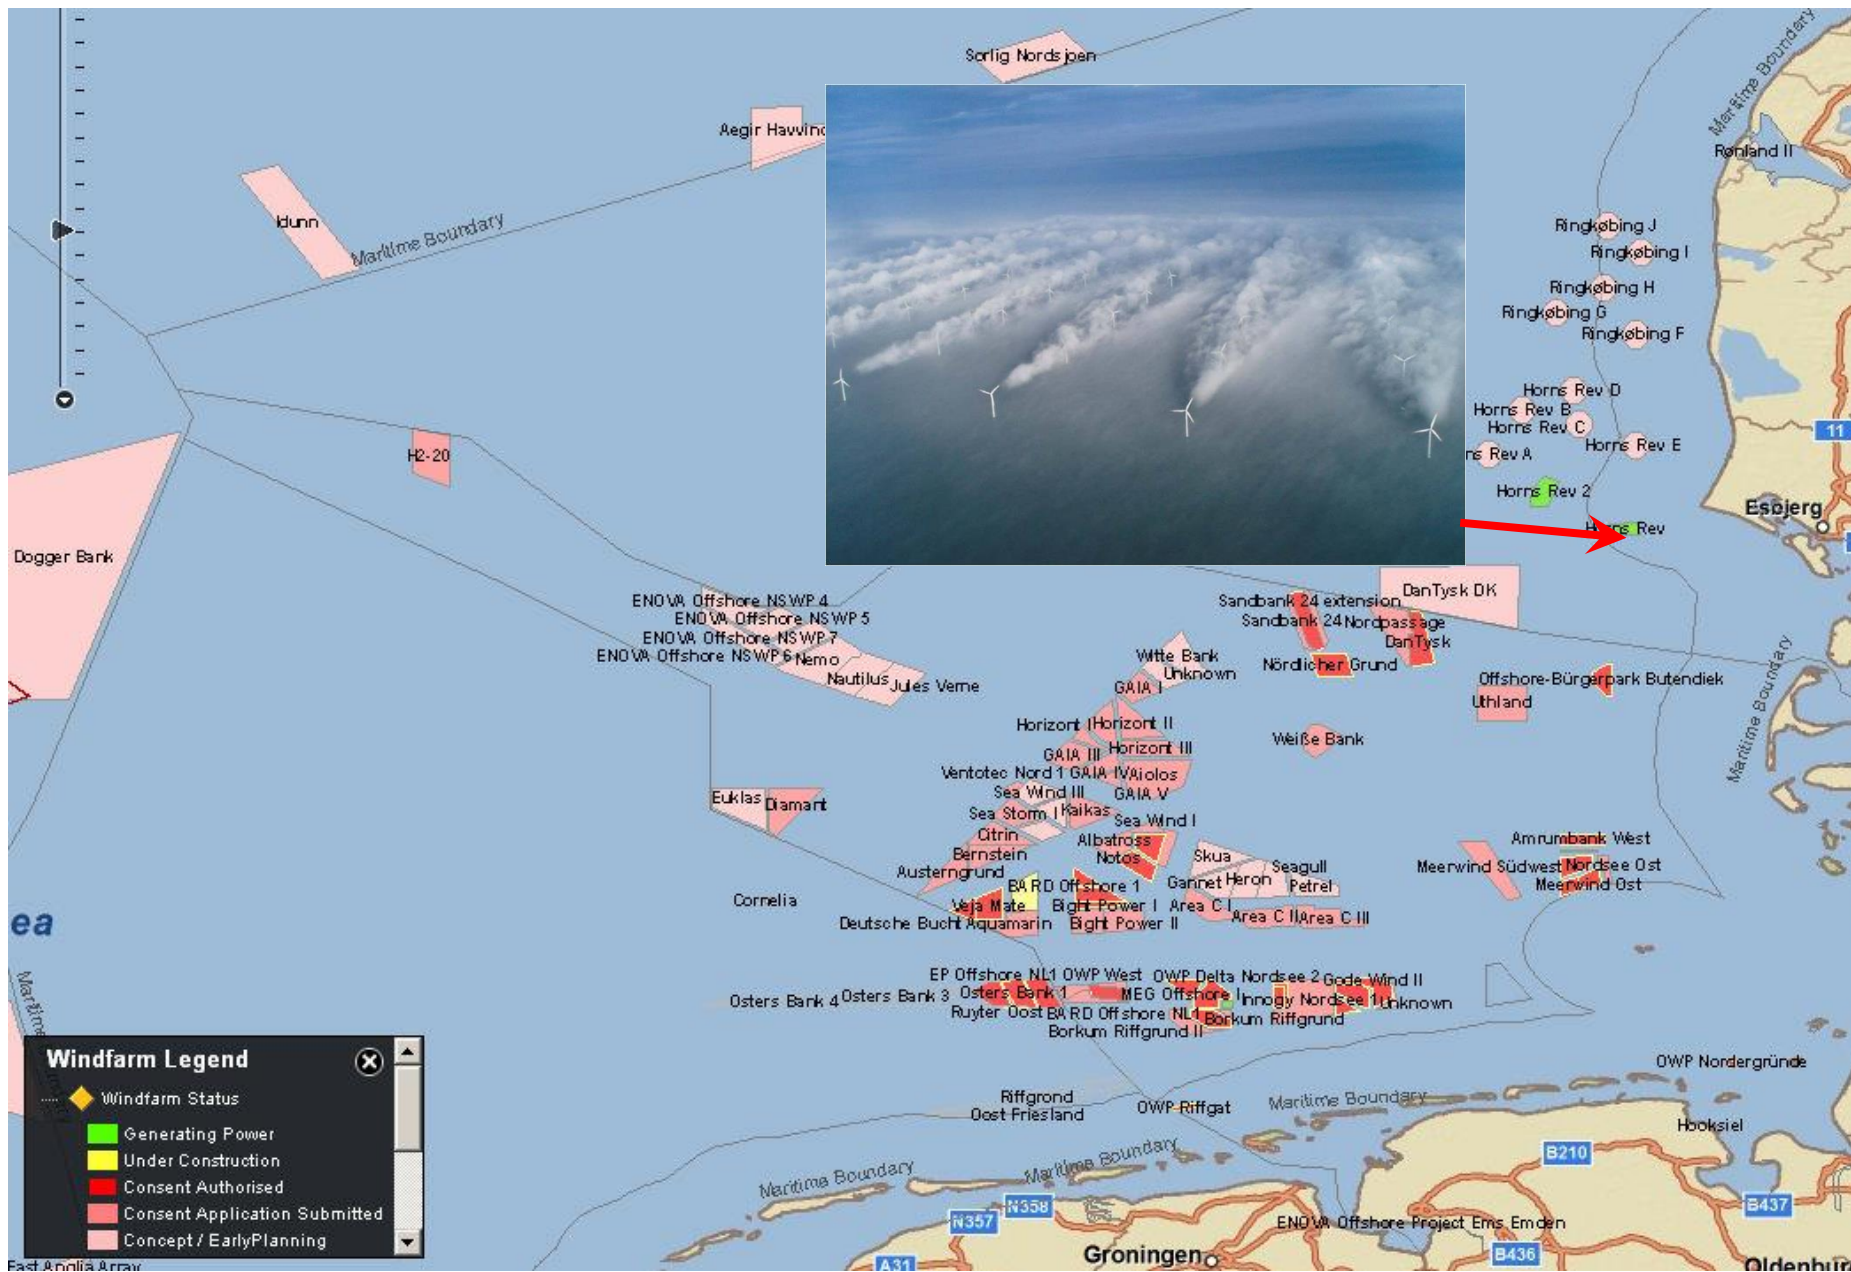 Sorlig Nordsjoen
Maritime Boundary
Aegir Havvind
Rønland II
Idunn
Maritime Boundary
Ringkøbing J
Ringkøbing I
Ringkøbing H
Ringkøbing G
Ringkøbing F
Horns Rev D
Horns Rev B
Horns Rev C
11
Horns Rev E
ns Rev A
H2-20
Horns Rev 2
Esbjerg
Horns Rev
Dogger Bank
DanTysk DK
ENOVA Offshore NSWP 4
Sandbank 24 extension
ENOVA Offshore NSWP 5
Sandbank 24
Nordpassage
ENOVA Offshore NSWP 7
DanTysk
ENOVA Offshore NSWP 6
Nemo
Witte Bank
Nördlicher Grund
Unknown
Nautilus
Jules Verne
GAIA I
Offshore-Bürgerpark Butendiek
Uthland
Maritime Boundary
Horizont I
Horizont II
Weiße Bank
GAIA III
Horizont III
Ventotec Nord 1
GAIA IV
Aiolos
Sea Wind III
GAIA V
Euklas
Diamant
Sea Storm I
Kaikas
Sea Wind I
Citrin
Albatross
Amrumbank West
Bernstein
Notos
Skua
Seagull
Meerwind Südwest
Nordsee Ost
Austerngrund
BARD Offshore 1
Gannet
Heron
Petrel
Meerwind Ost
Cornelia
Veja Mate
Bight Power I
Area C I
Area C II
Area C III
Deutsche Bucht
Aquamarin
Bight Power II
ea
EP Offshore NL1
OWP West
OWP Delta Nordsee 2
Gode Wind II
Osters Bank 4
Osters Bank 3
Osters Bank 1
MEG Offshore I
Innogy Nordsee 1
Unknown
Ruyter Oost
BARD Offshore NL1
Borkum Riffgrund
Borkum Riffgrund II
Windfarm Legend
Windfarm Status
Generating Power
Under Construction
Consent Authorised
Consent Application Submitted
Concept / EarlyPlanning
OWP Nordergründe
Riffgrond
Oost Friesland
OWP Riffgat
Maritime Boundary
Hooksiel
Maritime Boundary
Maritime Boundary
B210
N358
N357
B437
ENOVA Offshore Project Ems Emden
Groningen
B436
A31
Oldenbur
East Anglia Array